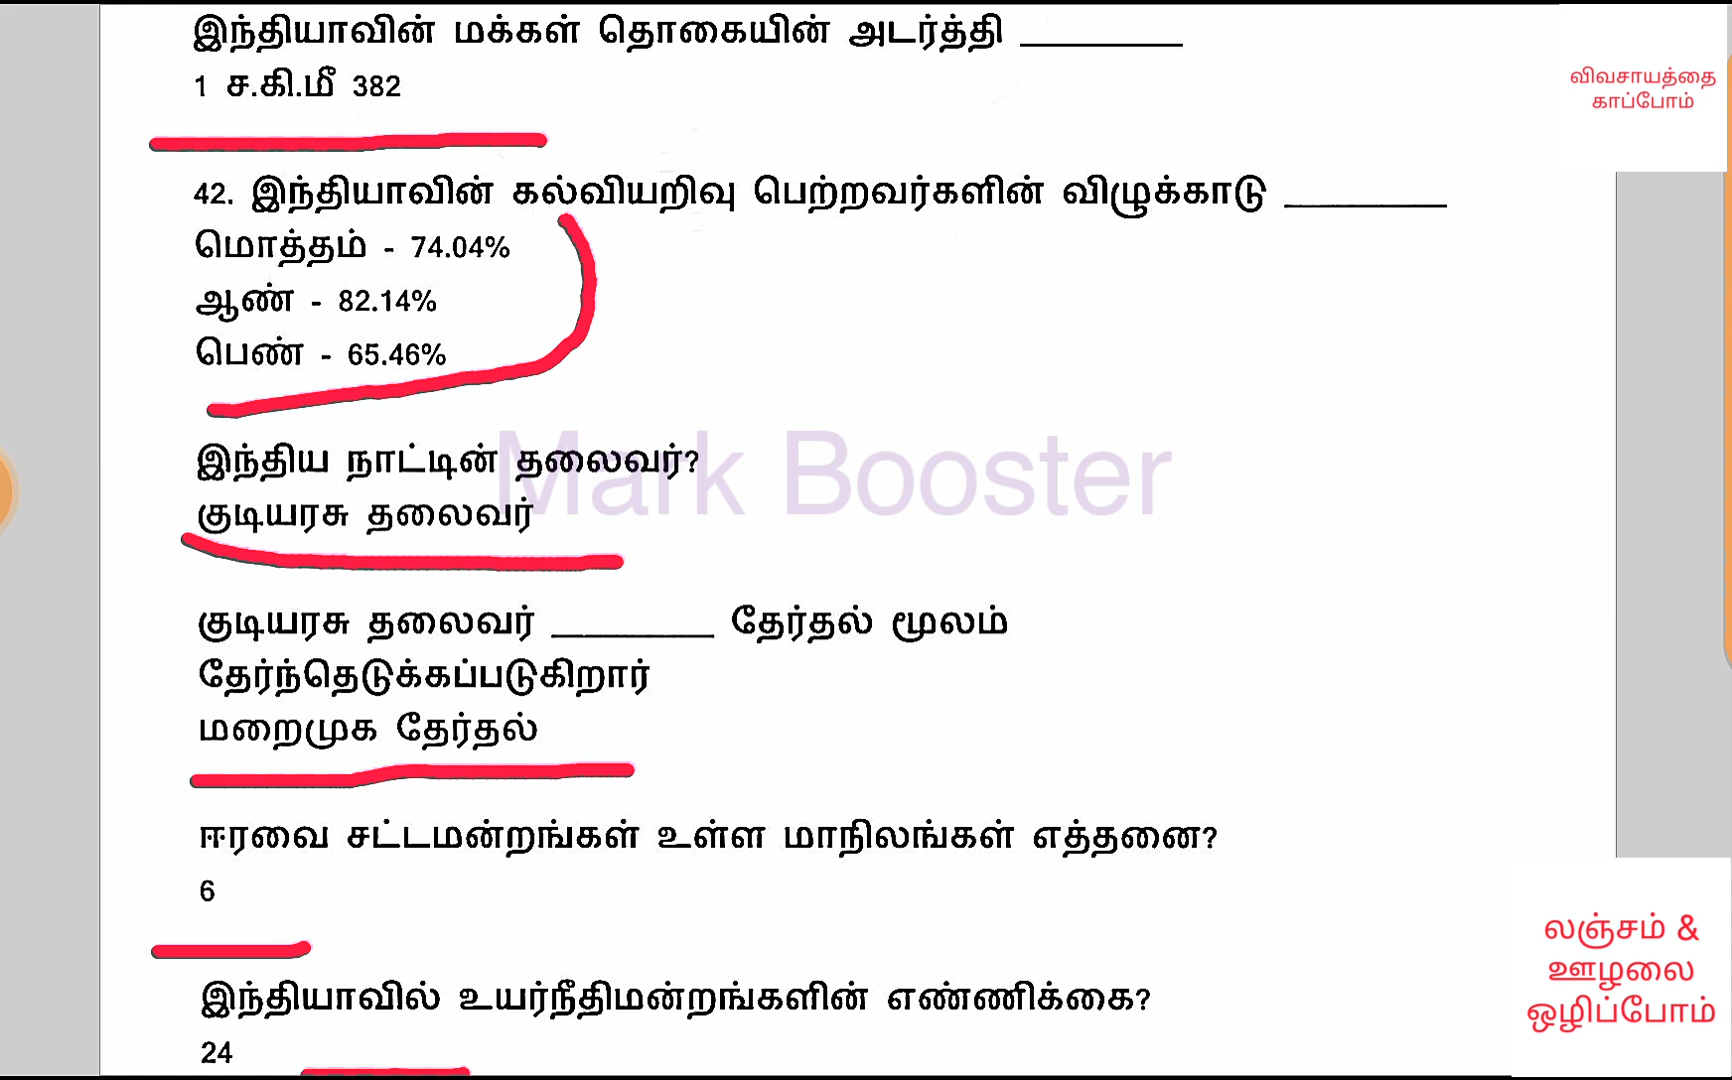 இந்தியாவின் மக்கள் தொகையின் அடர்த்தி ________
1 ச.கி.மீ 382
விவசாயத்தை
காப்போம்
42. இந்தியாவின் கல்வியறிவு பெற்றவர்களின் விழுக்காடு ________
மொத்தம் - 74.04%
ஆண் - 82.14%
பெண் - 65.46%
இந்திய நாட்டின் தலைவர்?
குடியரசு தலைவர்
Mark Booster
குடியரசு தலைவர் ________ தேர்தல் மூலம்
தேர்ந்தெடுக்கப்படுகிறார்
மறைமுக தேர்தல்
ஈரவை சட்டமன்றங்கள் உள்ள மாநிலங்கள் எத்தனை?
6
லஞ்சம் &
ஊழலை
ஒழிப்போம்
இந்தியாவில் உயர்நீதிமன்றங்களின் எண்ணிக்கை?
24